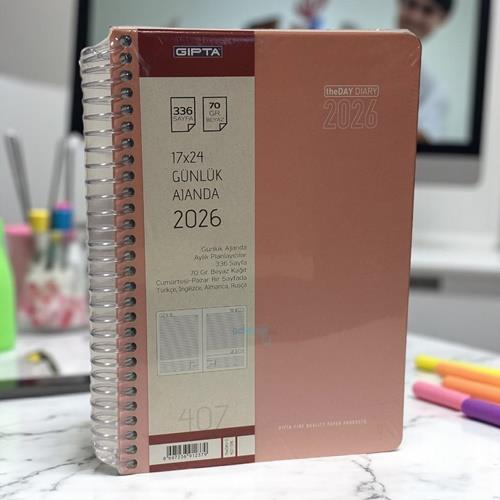 GIPTA
336
SAYFA
70
GR.
BEYAZ
theDAY DIARY
2026
17x24
GÜNLÜK
AJANDA
2026
Günlük Ajanda
Aylık Planlayıcılar
336 Sayfa
70 Gr. Beyaz Kağıt
Cumartesi-Pazar Bir Sayfada
Türkçe, İngilizce, Almanca, Rusça
407
GIPTA FINE QUALITY PAPER PRODUCTS